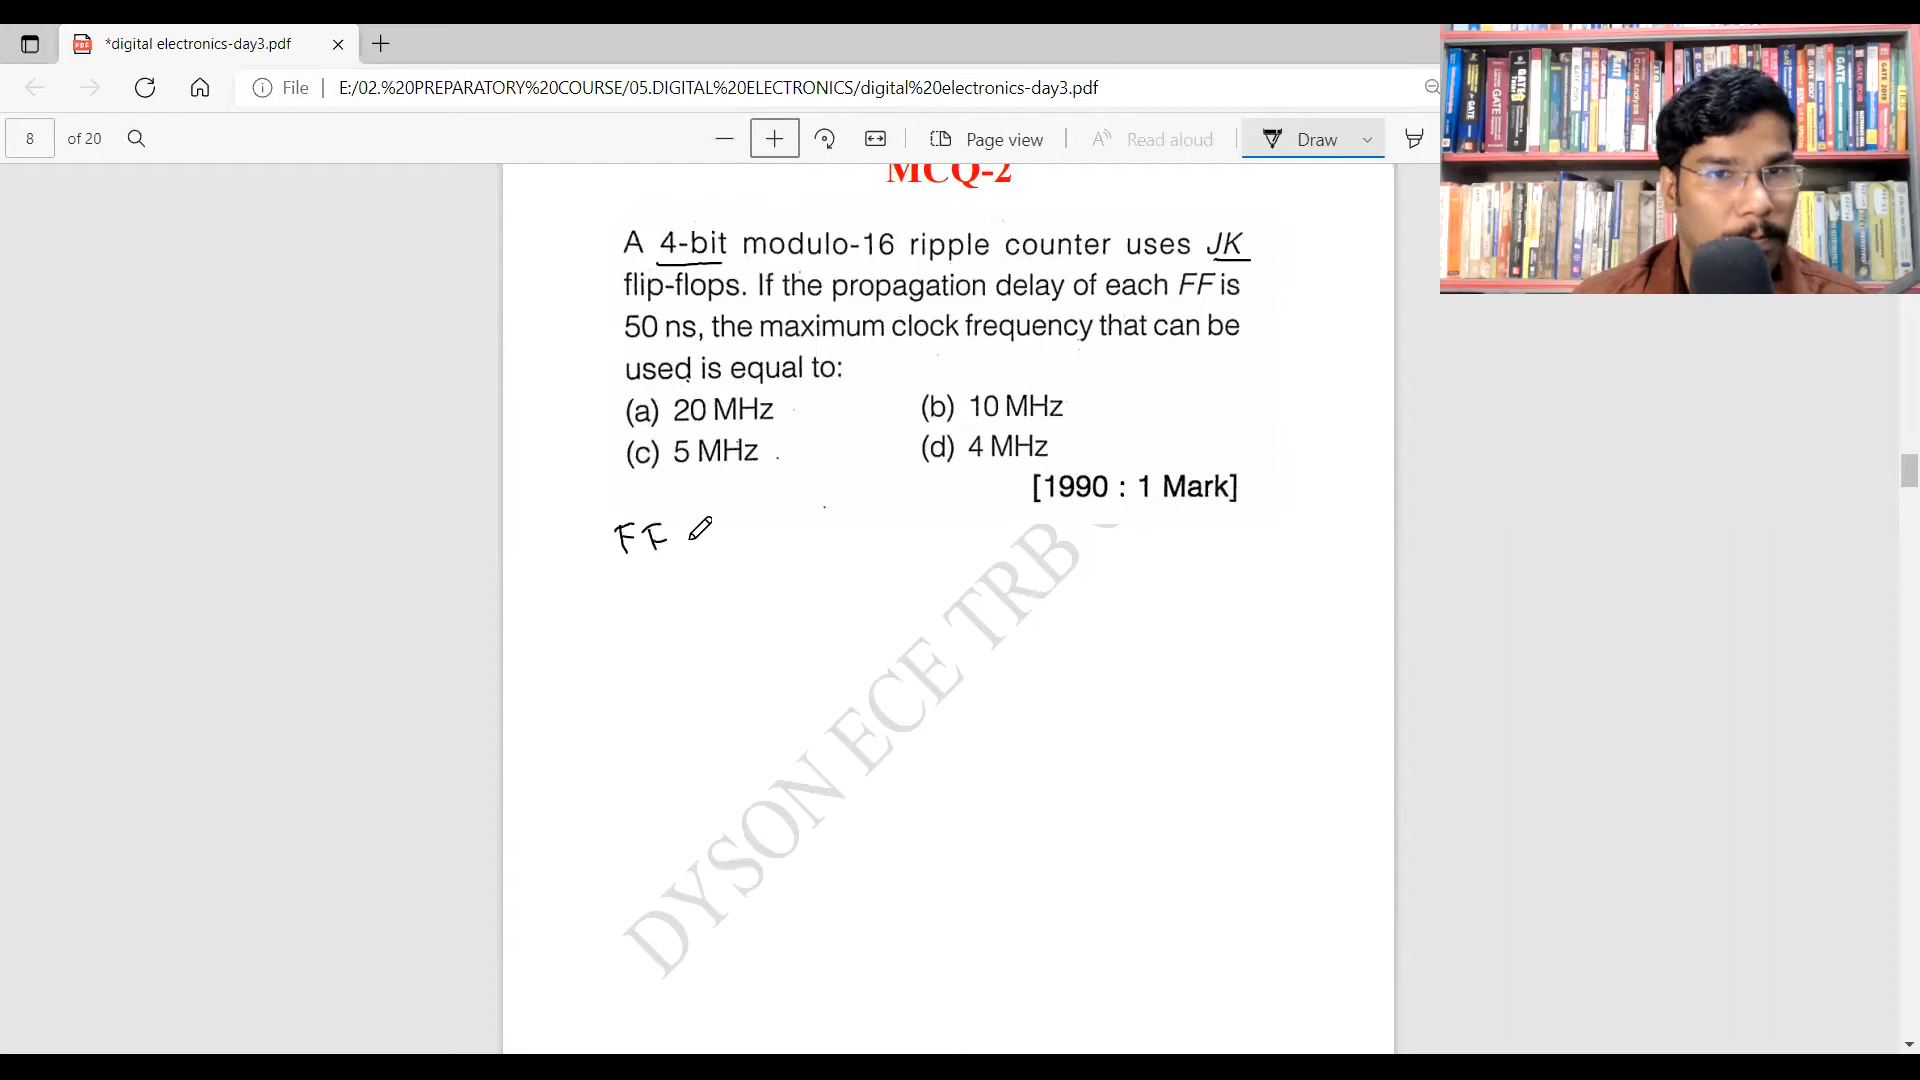 *digital electronics-day3.pdf
File
E:/02.%20PREPARATORY%20COURSE/05.DIGITAL%20ELECTRONICS/digital%20electronics-day3.pdf
8 of 20
Page view
Read aloud
Draw
MCQ-2
A 4-bit modulo-16 ripple counter uses JK
flip-flops. If the propagation delay of each FF is
50 ns, the maximum clock frequency that can be
used is equal to:
(a) 20 MHz (b) 10 MHz
(c) 5 MHz (d) 4 MHz
[1990 : 1 Mark]
FF
DYSON ECE TRB